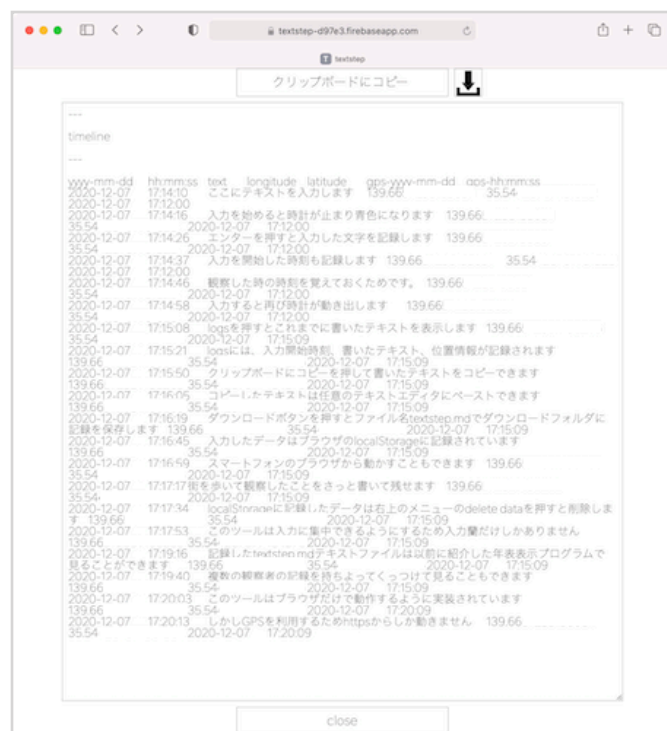 textstep-d97e3.firebaseapp.com
T textstep
クリップボードにコピー
---
timeline
---
yyyy-mm-dd hh:mm:ss text longitude latitude gps-yyyy-mm-dd gps-hh:mm:ss
2020-12-07 17:14:10 ここにテキストを入力します 139.66 35.54
2020-12-07 17:12:00
2020-12-07 17:14:16 入力を始めると時計が止まり青色になります 139.66
35.54 2020-12-07 17:12:00
2020-12-07 17:14:26 エンターを押すと入力した文字を記録します 139.66
35.54 2020-12-07 17:12:00
2020-12-07 17:14:37 入力を開始した時刻も記録します 139.66 35.54
2020-12-07 17:12:00
2020-12-07 17:14:46 観察した時の時刻を覚えておくためです。 139.66
35.54 2020-12-07 17:12:00
2020-12-07 17:14:58 入力すると再び時計が動き出します 139.66
35.54 2020-12-07 17:12:00
2020-12-07 17:15:08 logsを押すとこれまでに書いたテキストを表示します 139.66
35.54 2020-12-07 17:15:09
2020-12-07 17:15:21 logsには、入力開始時刻、書いたテキスト、位置情報が記録されます
139.66 35.54 2020-12-07 17:15:09
2020-12-07 17:15:50 クリップボードにコピーを押して書いたテキストをコピーできます
139.66 35.54 2020-12-07 17:15:09
2020-12-07 17:16:05 コピーしたテキストは任意のテキストエディタにペーストできます
139.66 35.54 2020-12-07 17:15:09
2020-12-07 17:16:19 ダウンロードボタンを押すとファイル名textstep.mdでダウンロードフォルダに
記録を保存します 139.66 35.54 2020-12-07 17:15:09
2020-12-07 17:16:45 入力したデータはブラウザのlocalStorageに記録されています
139.66 35.54 2020-12-07 17:15:09
2020-12-07 17:16:59 スマートフォンのブラウザから動かすこともできます 139.66
35.54 2020-12-07 17:15:09
2020-12-07 17:17:17 街を歩いて観察したことをさっと書いて残せます 139.66
35.54 2020-12-07 17:15:09
2020-12-07 17:17:34 localStorageに記録したデータは右上のメニューのdelete dataを押すと削除しま
す 139.66 35.54 2020-12-07 17:15:09
2020-12-07 17:17:53 このツールは入力に集中できるようにするため入力蘭だけしかありません
139.66 35.54 2020-12-07 17:15:09
2020-12-07 17:19:16 記録したtextstep.mdテキストファイルは以前に紹介した年表表示プログラムで
見ることができます 139.66 35.54 2020-12-07 17:15:09
2020-12-07 17:19:40 複数の観察者の記録を持ちよってくっつけて見ることもできます
139.66 35.54 2020-12-07 17:15:09
2020-12-07 17:20:03 このツールはブラウザだけで動作するように実装されています
139.66 35.54 2020-12-07 17:20:09
2020-12-07 17:20:13 しかしGPSを利用するためhttpsからしか動きません 139.66
35.54 2020-12-07 17:20:09
close